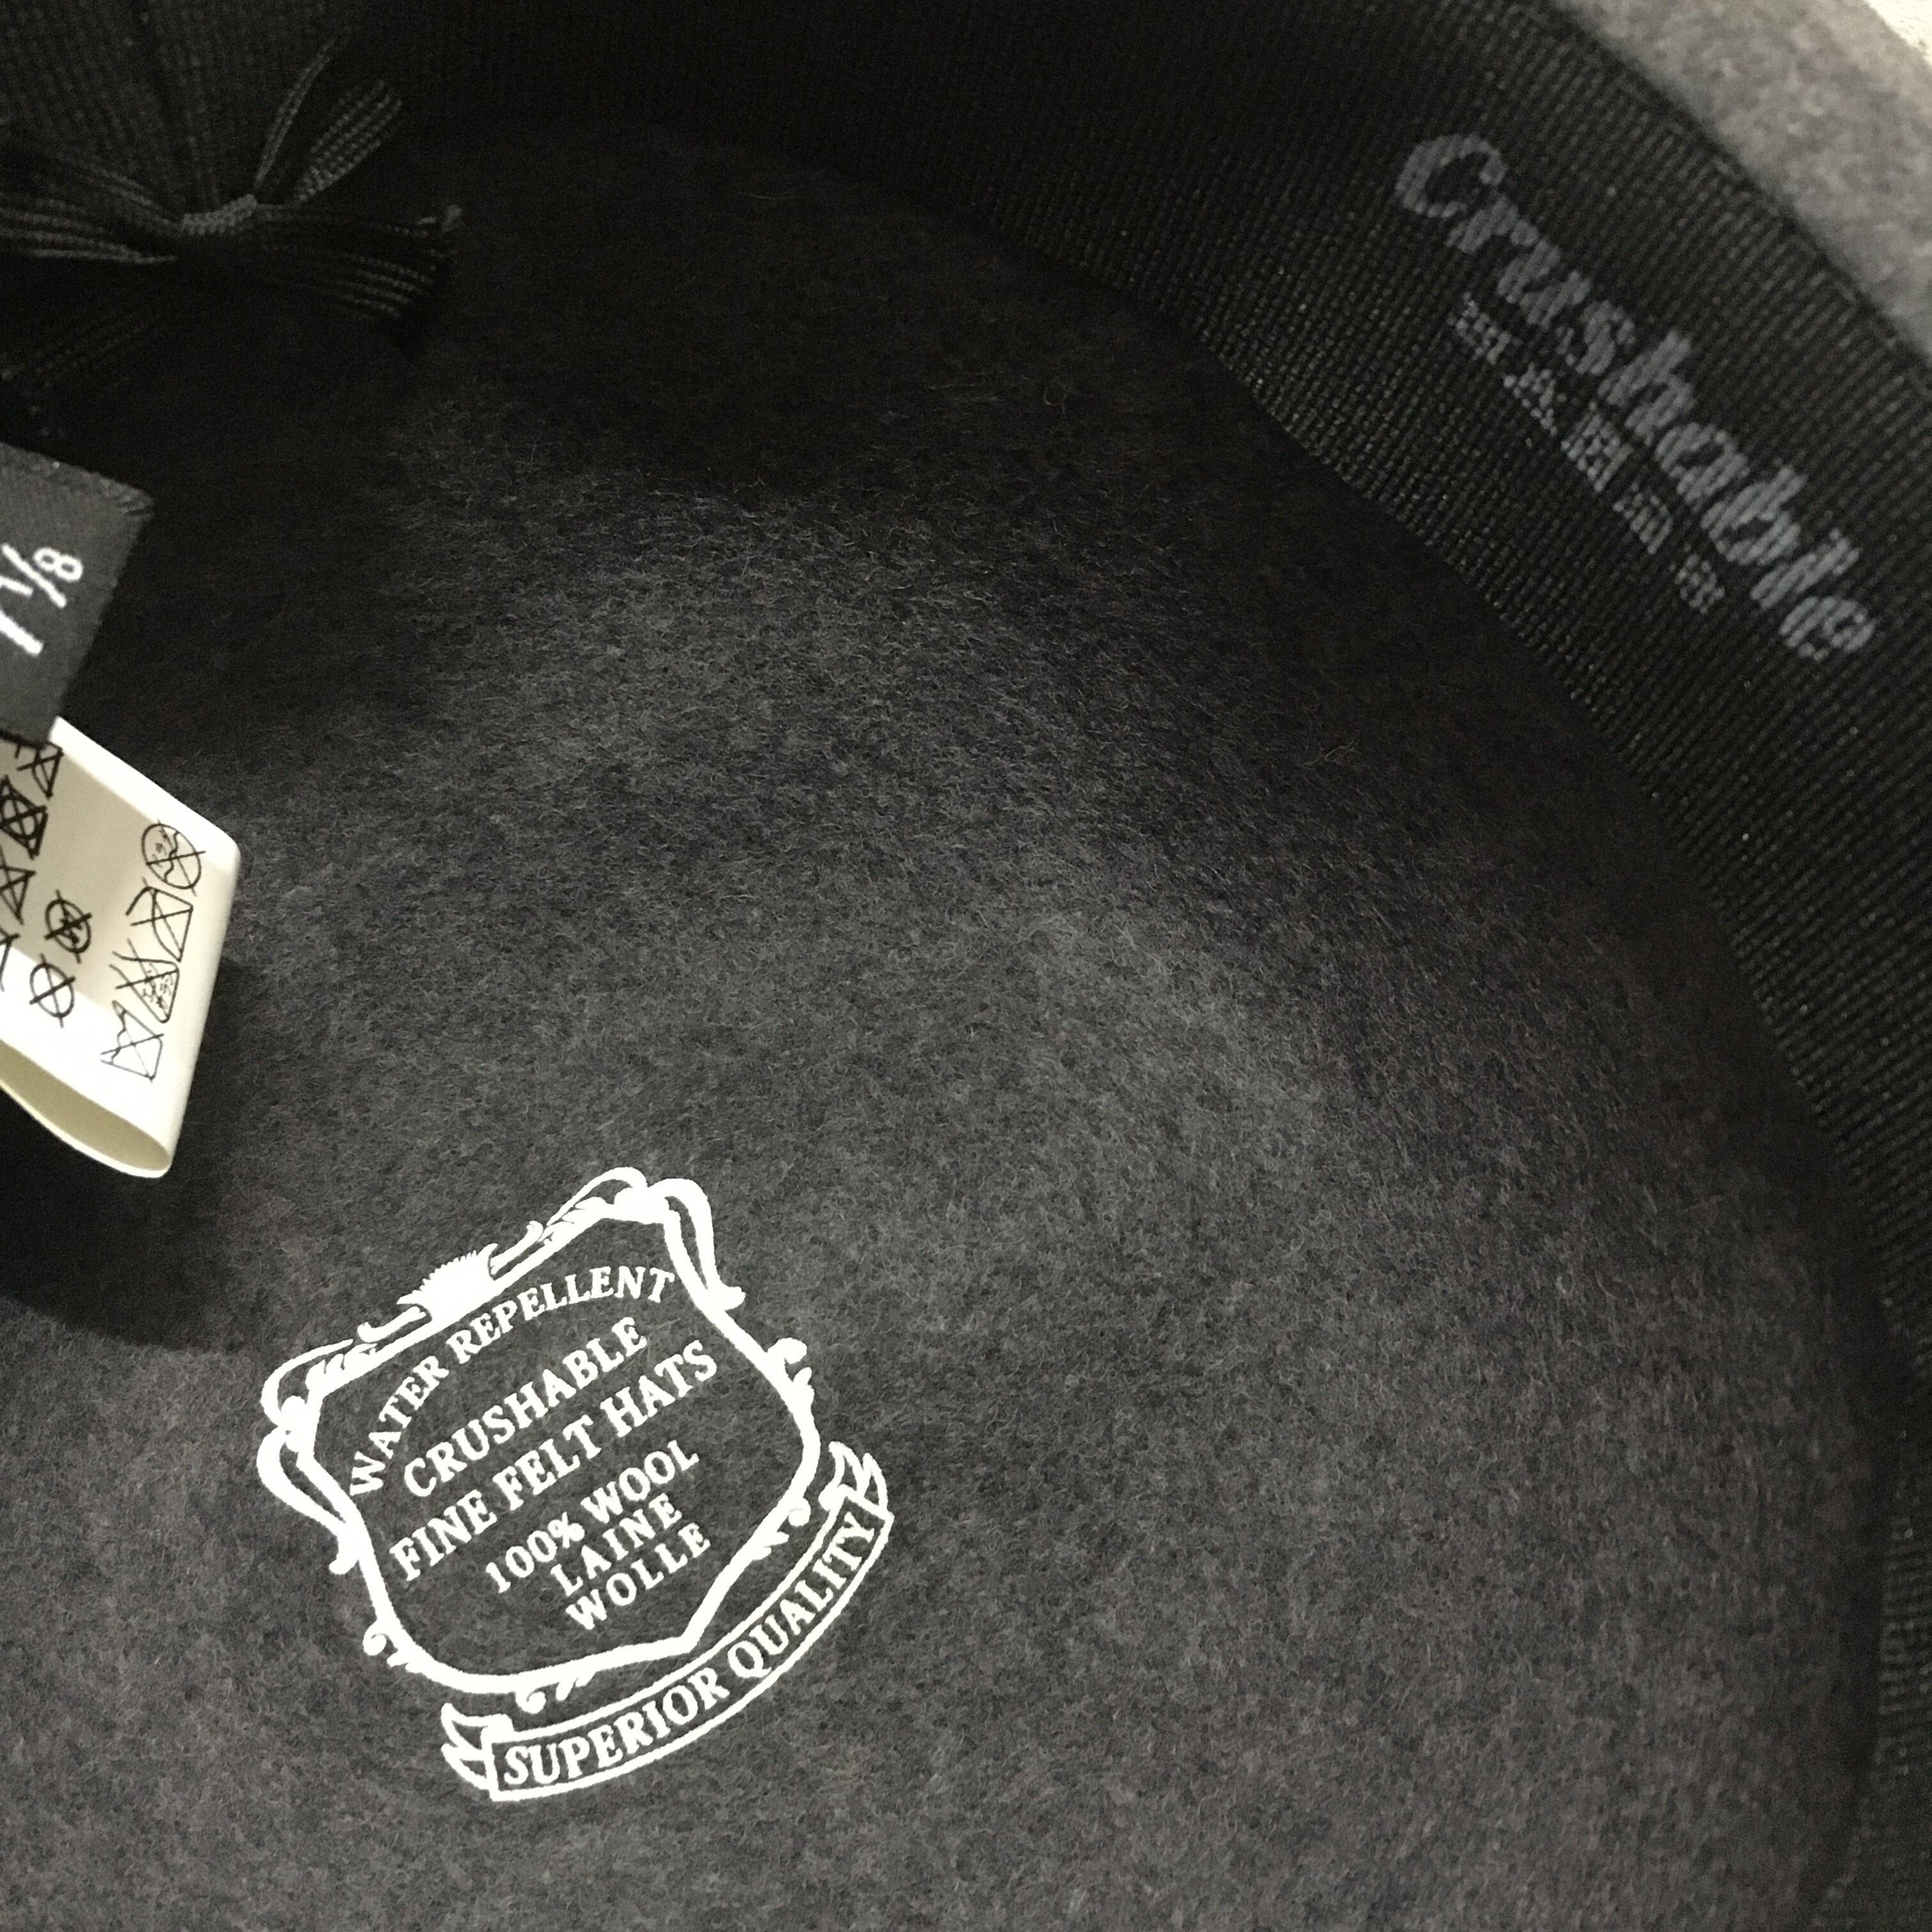 Crushable
WATER REPELLENT
CRUSHABLE
FINE FELT HATS
100% WOOL
LAINE
WOLLE
SUPERIOR QUALITY